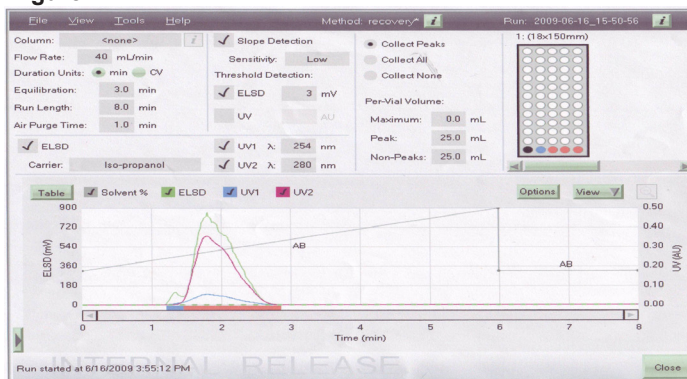 File View Tools Help Method: recovery* i Run: 2009-06-16_15-50-56 i
Column: <none> i
Flow Rate: 40 mL/min
Duration Units: min CV
Equilibration: 3.0 min
Run Length: 8.0 min
Air Purge Time: 1.0 min
ELSD
Carrier: Iso-propanol
Slope Detection
Sensitivity: Low
Threshold Detection:
ELSD 3 mV
UV AU
UV1 λ: 254 nm
UV2 λ: 280 nm
Collect Peaks
Collect All
Collect None
Per-Vial Volume:
Maximum: 0.0 mL
Peak: 25.0 mL
Non-Peaks: 25.0 mL
1: (18x150mm)
Table Solvent % ELSD UV1 UV2 Options View
900 0.50
720 0.40
540 0.30
360 0.20
180 0.10
0 0.00
ELSD(mV)
UV (AU)
AB
AB
0 1 2 3 4 5 6 7 8
Time (min)
INTERNAL RELEASE
Run started at 6/16/2009 3:55:12 PM Close